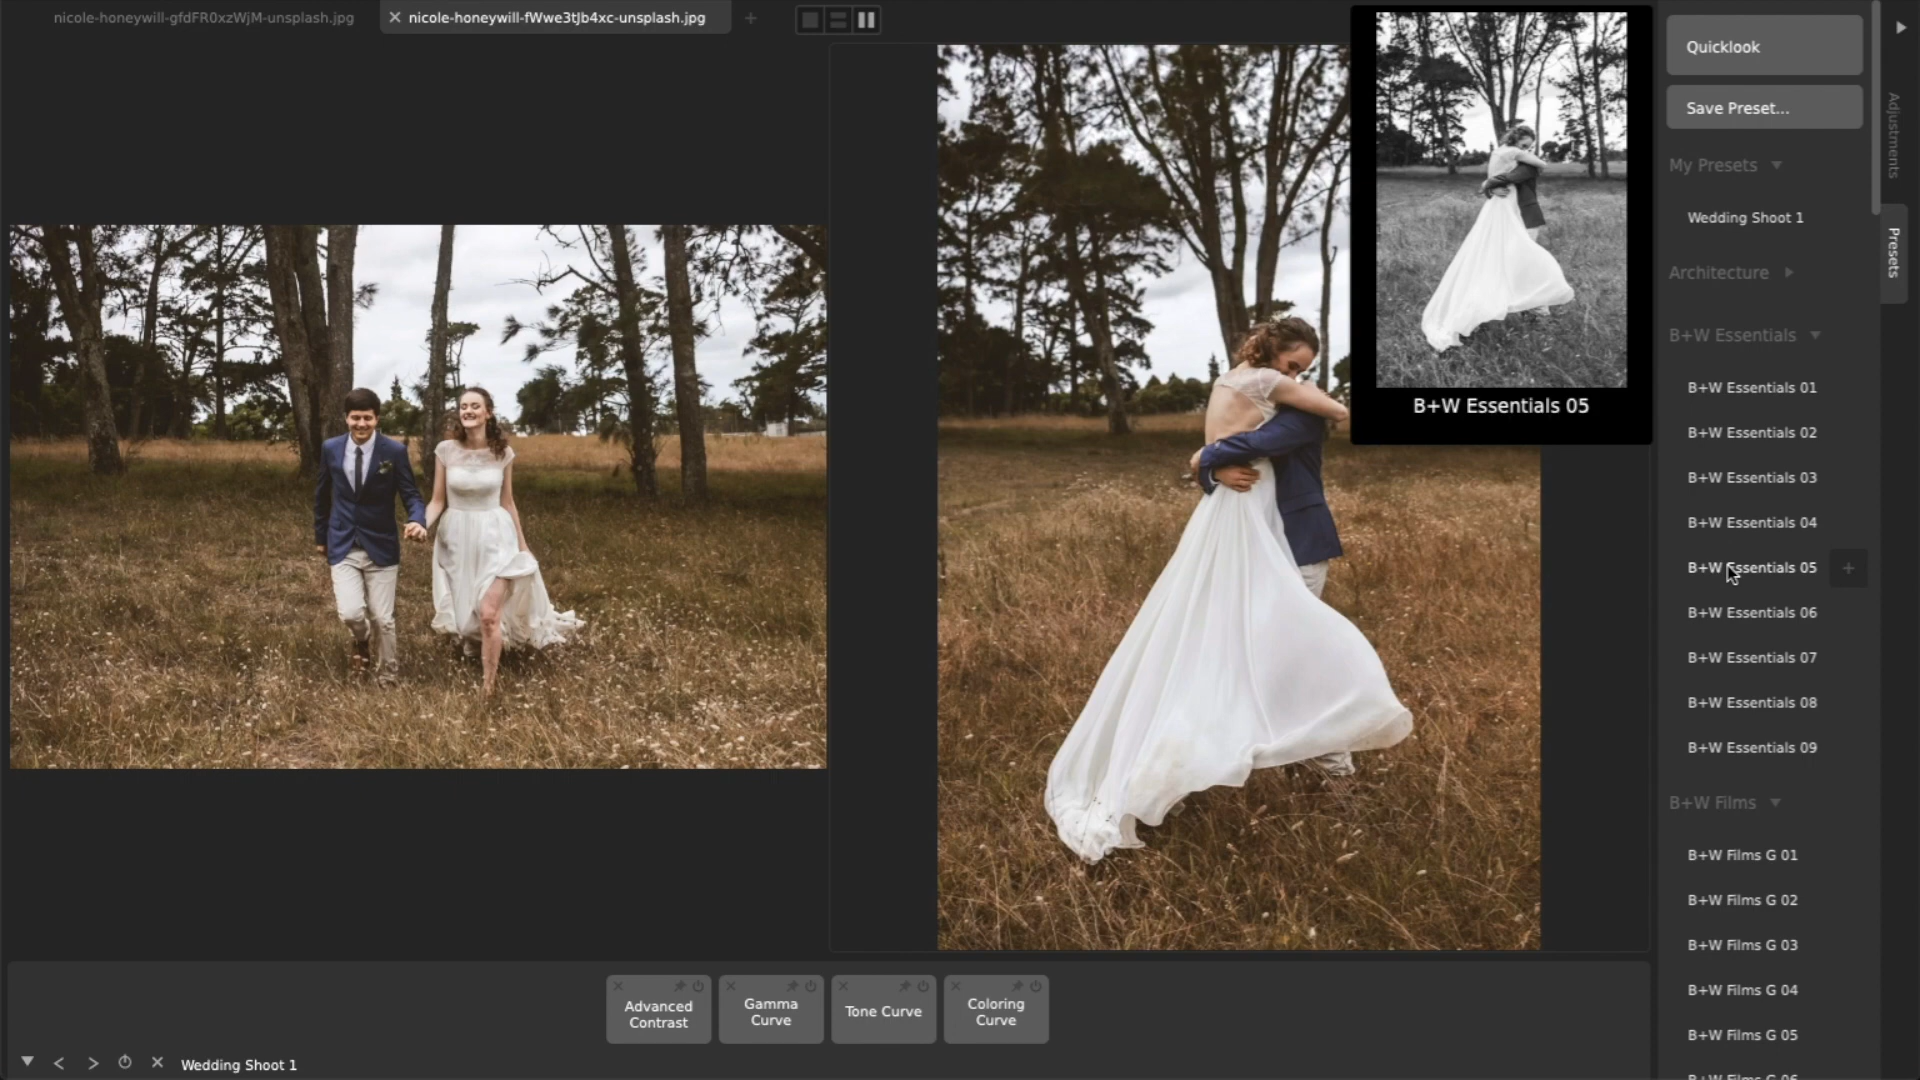 nicole-honeywill-gfdFR0xzWjM-unsplash.jpg
nicole-honeywill-fWwe3tJb4xc-unsplash.jpg
B+W Essentials 05
Quicklook
Save Preset...
My Presets
Wedding Shoot 1
Architecture
B+W Essentials
B+W Essentials 01
B+W Essentials 02
B+W Essentials 03
B+W Essentials 04
B+W Essentials 05
B+W Essentials 06
B+W Essentials 07
B+W Essentials 08
B+W Essentials 09
B+W Films
B+W Films G 01
B+W Films G 02
B+W Films G 03
B+W Films G 04
B+W Films G 05
B+W Films G 06
Adjustments
Presets
Advanced
Contrast
Gamma
Curve
Tone Curve
Coloring
Curve
Wedding Shoot 1